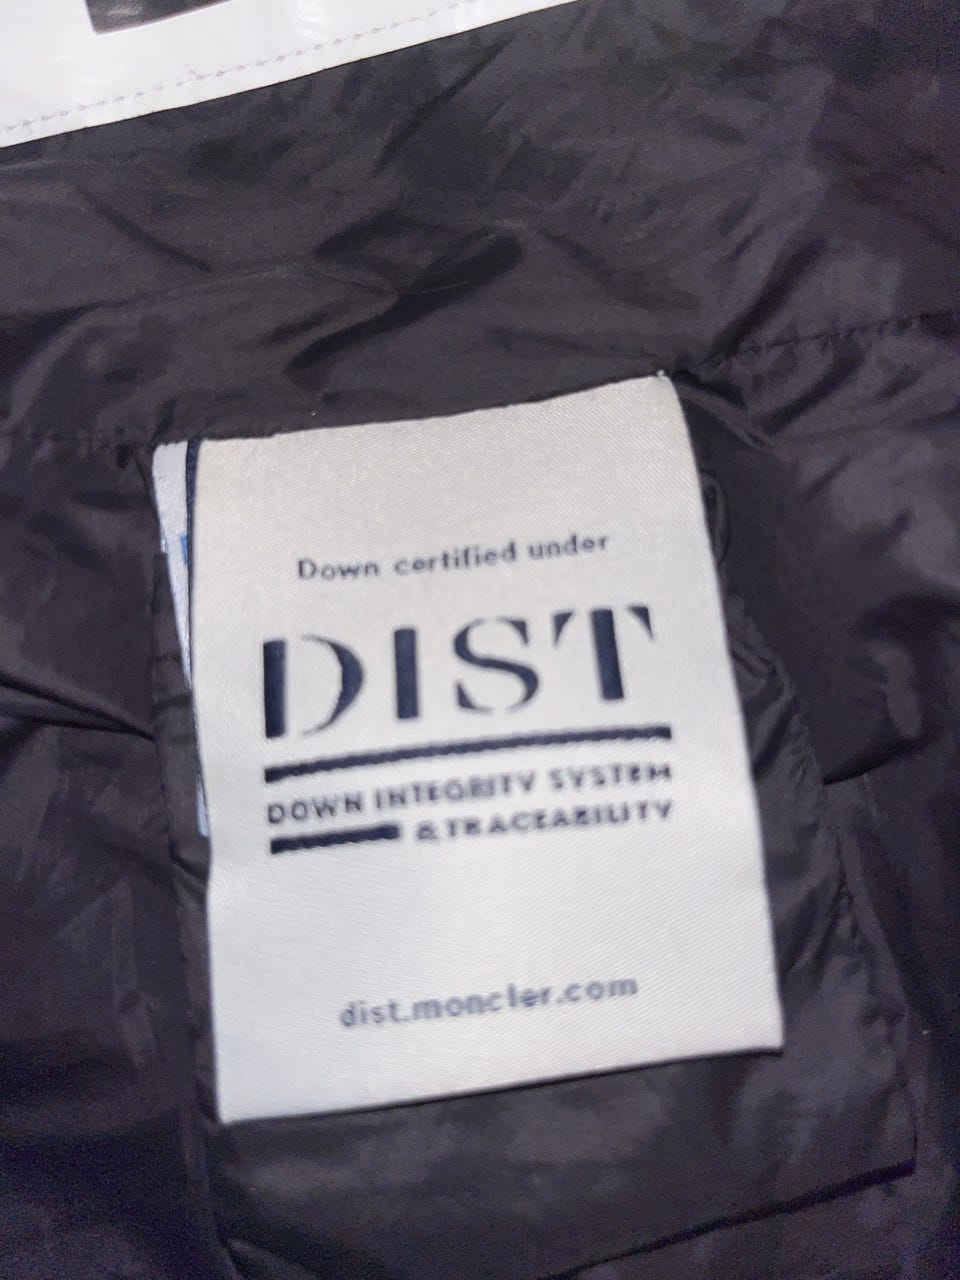 Down certified under
DIST
DOWN INTEGRITY SYSTEM
& TRACEABILITY
dist.moncler.com